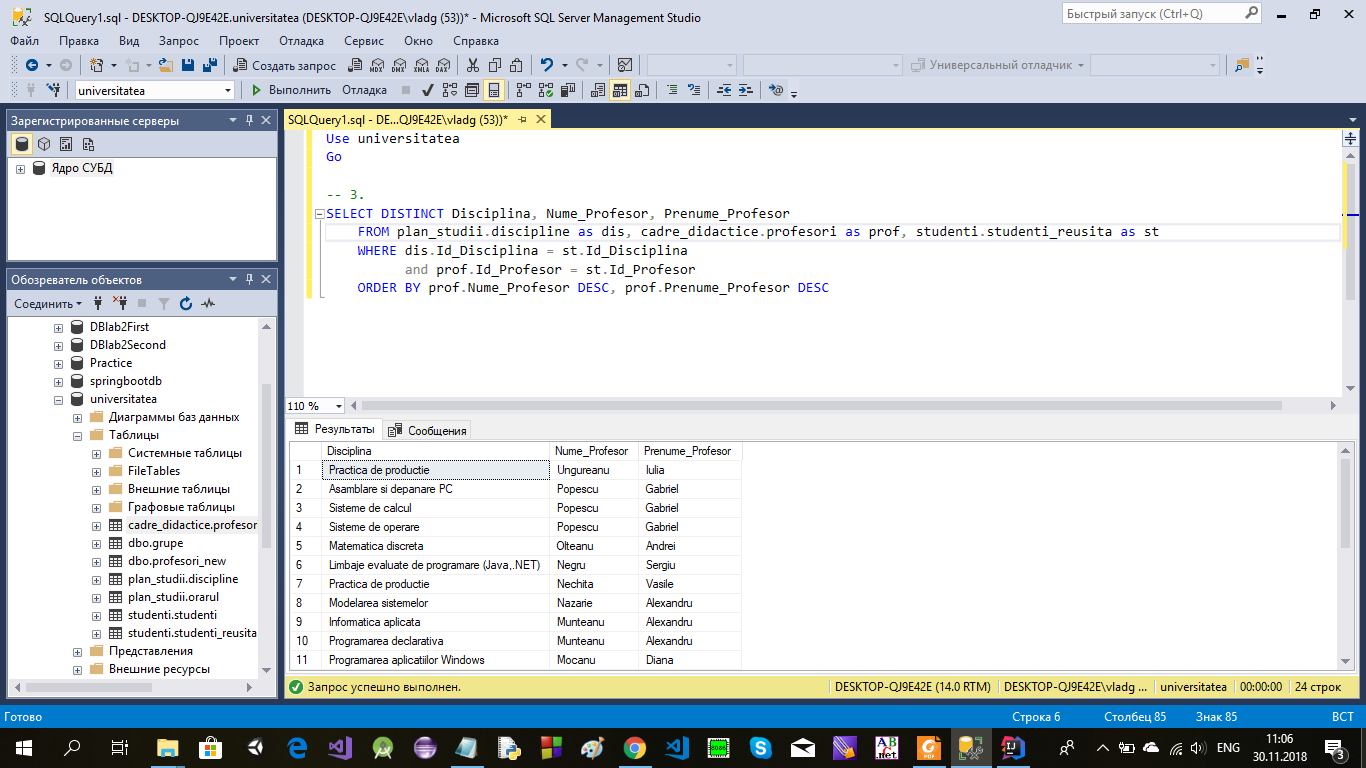 SQLQuery1.sql - DESKTOP-QJ9E42E.universitatea (DESKTOP-QJ9E42E\vladg (53))* - Microsoft SQL Server Management Studio
Быстрый запуск (Ctrl+Q)
Файл Правка Вид Запрос Проект Отладка Сервис Окно Справка
Создать запрос MDX DMX XMLA DAX Универсальный отладчик
universitatea Выполнить Отладка
Зарегистрированные серверы
Ядро СУБД
Обозреватель объектов
Соединить
DBlab2First
DBlab2Second
Practice
springbootdb
universitatea
Диаграммы баз данных
Таблицы
Системные таблицы
FileTables
Внешние таблицы
Графовые таблицы
cadre_didactice.profesor
dbo.grupe
dbo.profesori_new
plan_studii.discipline
plan_studii.orarul
studenti.studenti
studenti.studenti_reusita
Представления
Внешние ресурсы
SQLQuery1.sql - DE...QJ9E42E\vladg (53))*
Use universitatea
Go
-- 3.
SELECT DISTINCT Disciplina, Nume_Profesor, Prenume_Profesor
FROM plan_studii.discipline as dis, cadre_didactice.profesori as prof, studenti.studenti_reusita as st
WHERE dis.Id_Disciplina = st.Id_Disciplina
and prof.Id_Profesor = st.Id_Profesor
ORDER BY prof.Nume_Profesor DESC, prof.Prenume_Profesor DESC
110 %
Результаты Сообщения
Disciplina Nume_Profesor Prenume_Profesor
1 Practica de productie Ungureanu Iulia
2 Asamblare si depanare PC Popescu Gabriel
3 Sisteme de calcul Popescu Gabriel
4 Sisteme de operare Popescu Gabriel
5 Matematica discreta Olteanu Andrei
6 Limbaje evaluate de programare (Java,.NET) Negru Sergiu
7 Practica de productie Nechita Vasile
8 Modelarea sistemelor Nazarie Alexandru
9 Informatica aplicata Munteanu Alexandru
10 Programarea declarativa Munteanu Alexandru
11 Programarea aplicatiilor Windows Mocanu Diana
Запрос успешно выполнен. DESKTOP-QJ9E42E (14.0 RTM) DESKTOP-QJ9E42E\vladg ... universitatea 00:00:00 24 строк
Готово Строка 6 Столбец 85 Знак 85 ВСТ
ENG 11:06
30.11.2018 3